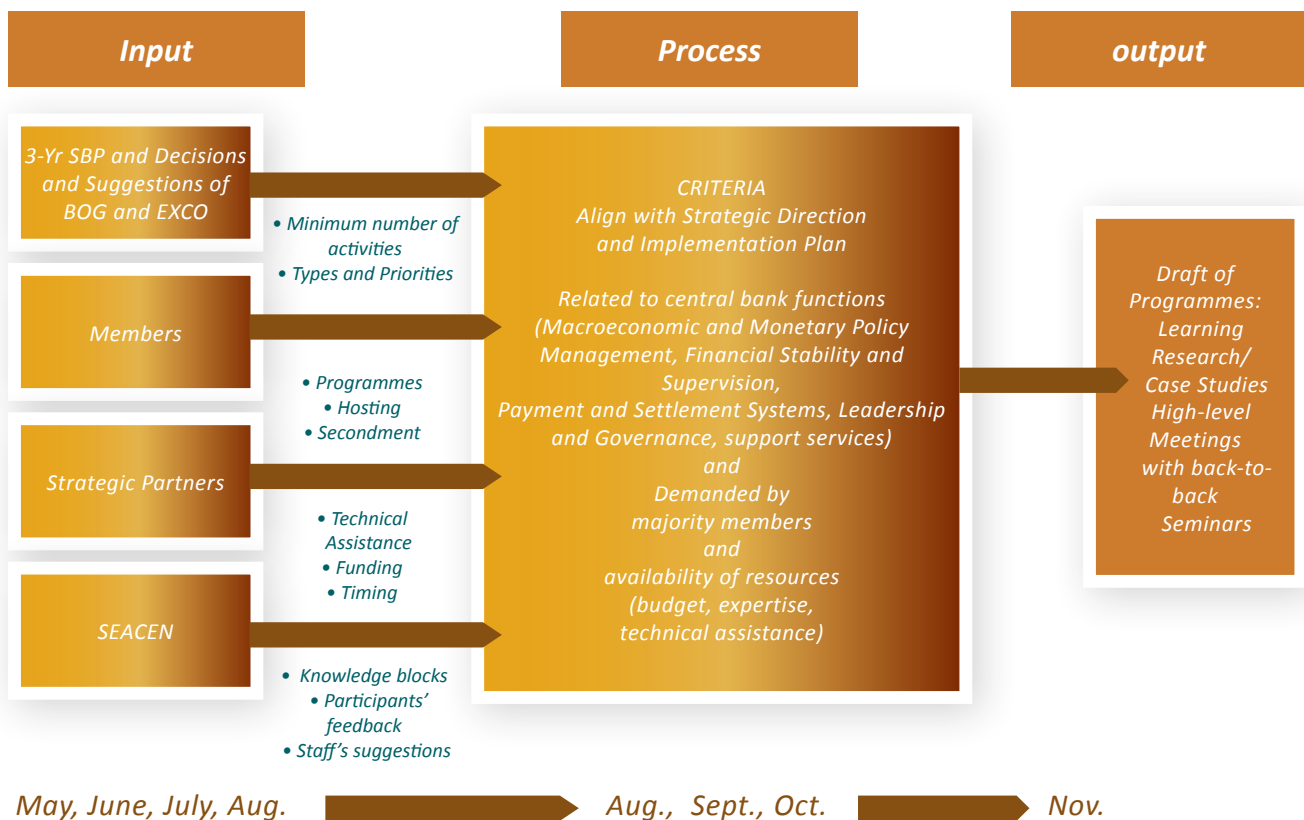 Input
Process
output
3-Yr SBP and Decisions
and Suggestions of
BOG and EXCO
• Minimum number of
activities
• Types and Priorities
Members
• Programmes
• Hosting
• Secondment
Strategic Partners
• Technical
Assistance
• Funding
• Timing
SEACEN
• Knowledge blocks
• Participants’
feedback
• Staff’s suggestions
CRITERIA
Align with Strategic Direction
and Implementation Plan
Related to central bank functions
(Macroeconomic and Monetary Policy
Management, Financial Stability and
Supervision,
Payment and Settlement Systems, Leadership
and Governance, support services)
and
Demanded by
majority members
and
availability of resources
(budget, expertise,
technical assistance)
Draft of
Programmes:
Learning
Research/
Case Studies
High-level
Meetings
with back-to-
back
Seminars
May, June, July, Aug.
Aug., Sept., Oct.
Nov.